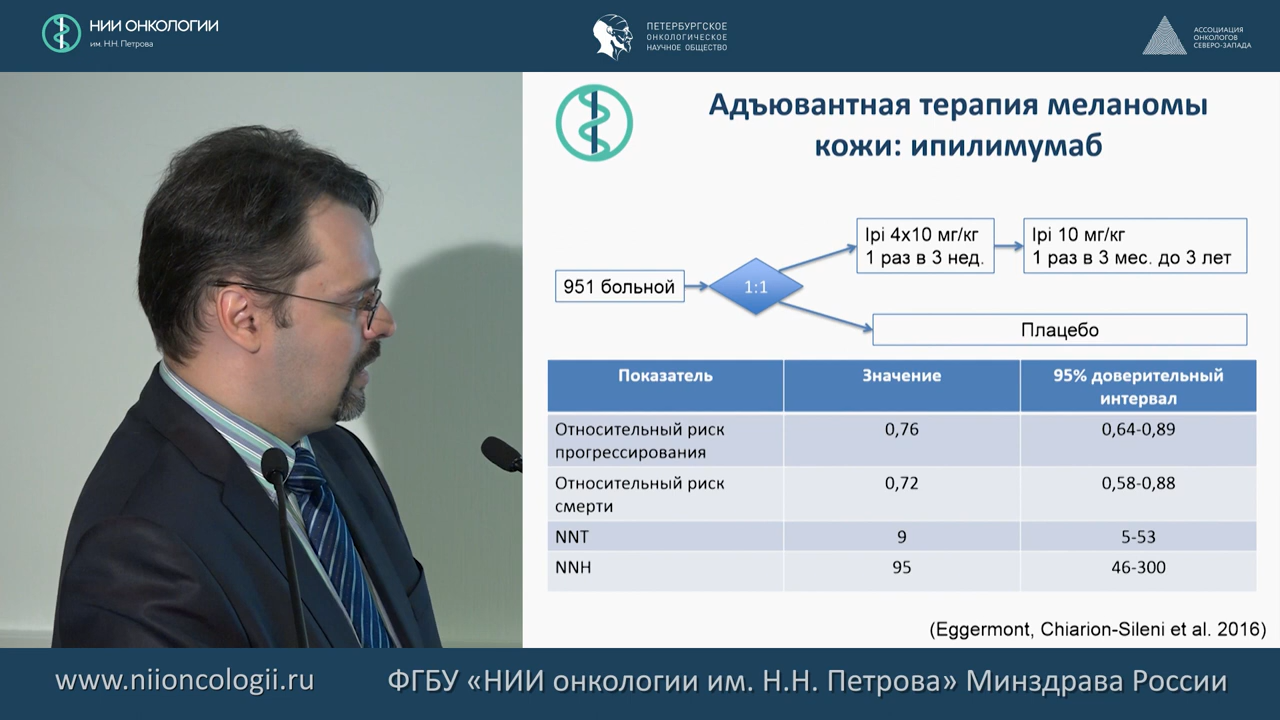 НИИ ОНКОЛОГИИ
им. Н.Н. Петрова
ПЕТЕРБУРГСКОЕ
ОНКОЛОГИЧЕСКОЕ
НАУЧНОЕ ОБЩЕСТВО
АССОЦИАЦИЯ
ОНКОЛОГОВ
СЕВЕРО-ЗАПАДА
Адъювантная терапия меланомы
кожи: ипилимумаб
951 больной
1:1
Ipi 4x10 мг/кг
1 раз в 3 нед.
Ipi 10 мг/кг
1 раз в 3 мес. до 3 лет
Плацебо
Показатель Значение 95% доверительный
интервал
Относительный риск
прогрессирования 0,76 0,64-0,89
Относительный риск
смерти 0,72 0,58-0,88
NNT 9 5-53
NNH 95 46-300
(Eggermont, Chiarion-Sileni et al. 2016)
www.niioncologii.ru ФГБУ «НИИ онкологии им. Н.Н. Петрова» Минздрава России